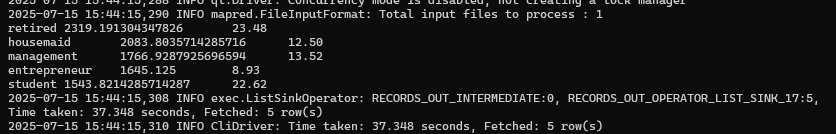 2025-07-15 15:44:15,288 INFO ql.Driver: Concurrency mode is disabled, not creating a lock manager
2025-07-15 15:44:15,290 INFO mapred.FileInputFormat: Total input files to process : 1
retired 2319.191304347826 23.48
housemaid 2083.8035714285716 12.50
management 1766.9287925696594 13.52
entrepreneur 1645.125 8.93
student 1543.8214285714287 22.62
2025-07-15 15:44:15,308 INFO exec.ListSinkOperator: RECORDS_OUT_INTERMEDIATE:0, RECORDS_OUT_OPERATOR_LIST_SINK_17:5,
Time taken: 37.348 seconds, Fetched: 5 row(s)
2025-07-15 15:44:15,310 INFO CliDriver: Time taken: 37.348 seconds, Fetched: 5 row(s)